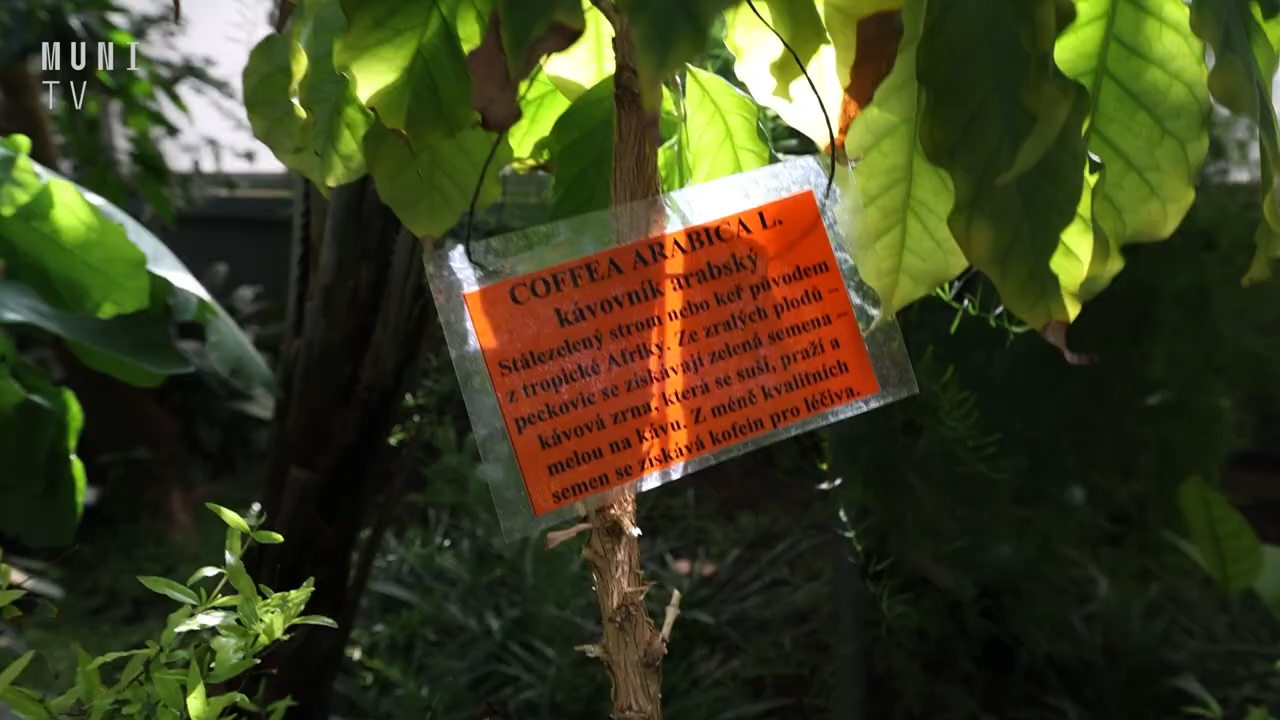 MUNI
TV
COFFEA ARABICA L.
kávovník arabský
Stálezelený strom nebo keř původem
z tropické Afriky. Ze zralých plodů –
peckovic se získávají zelená semena –
kávová zrna, která se suší, praží a
melou na kávu. Z méně kvalitních
semen se získává kofein pro léčiva.